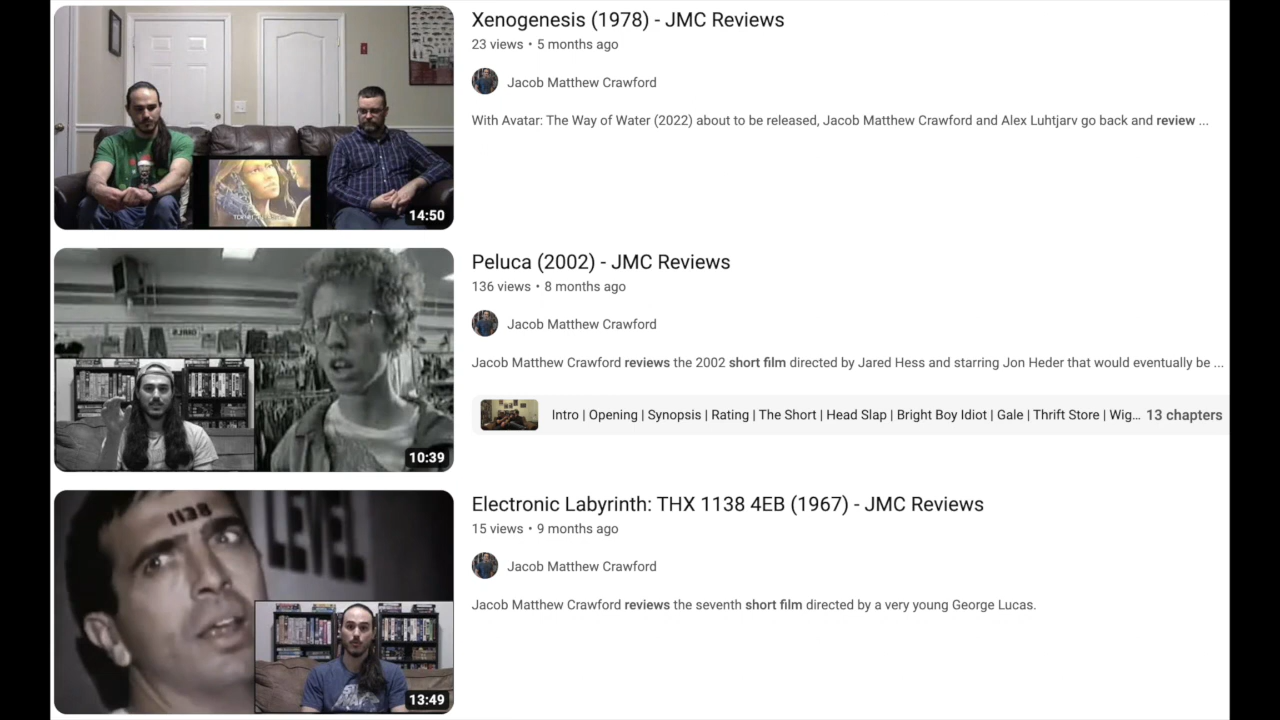 Xenogenesis (1978) - JMC Reviews
23 views • 5 months ago
Jacob Matthew Crawford
With Avatar: The Way of Water (2022) about to be released, Jacob Matthew Crawford and Alex Luhtjarv go back and review ...
14:50
Peluca (2002) - JMC Reviews
136 views • 8 months ago
Jacob Matthew Crawford
Jacob Matthew Crawford reviews the 2002 short film directed by Jared Hess and starring Jon Heder that would eventually be ...
Intro | Opening | Synopsis | Rating | The Short | Head Slap | Bright Boy Idiot | Gale | Thrift Store | Wig... 13 chapters
10:39
Electronic Labyrinth: THX 1138 4EB (1967) - JMC Reviews
15 views • 9 months ago
Jacob Matthew Crawford
Jacob Matthew Crawford reviews the seventh short film directed by a very young George Lucas.
1138
LEVEL
13:49